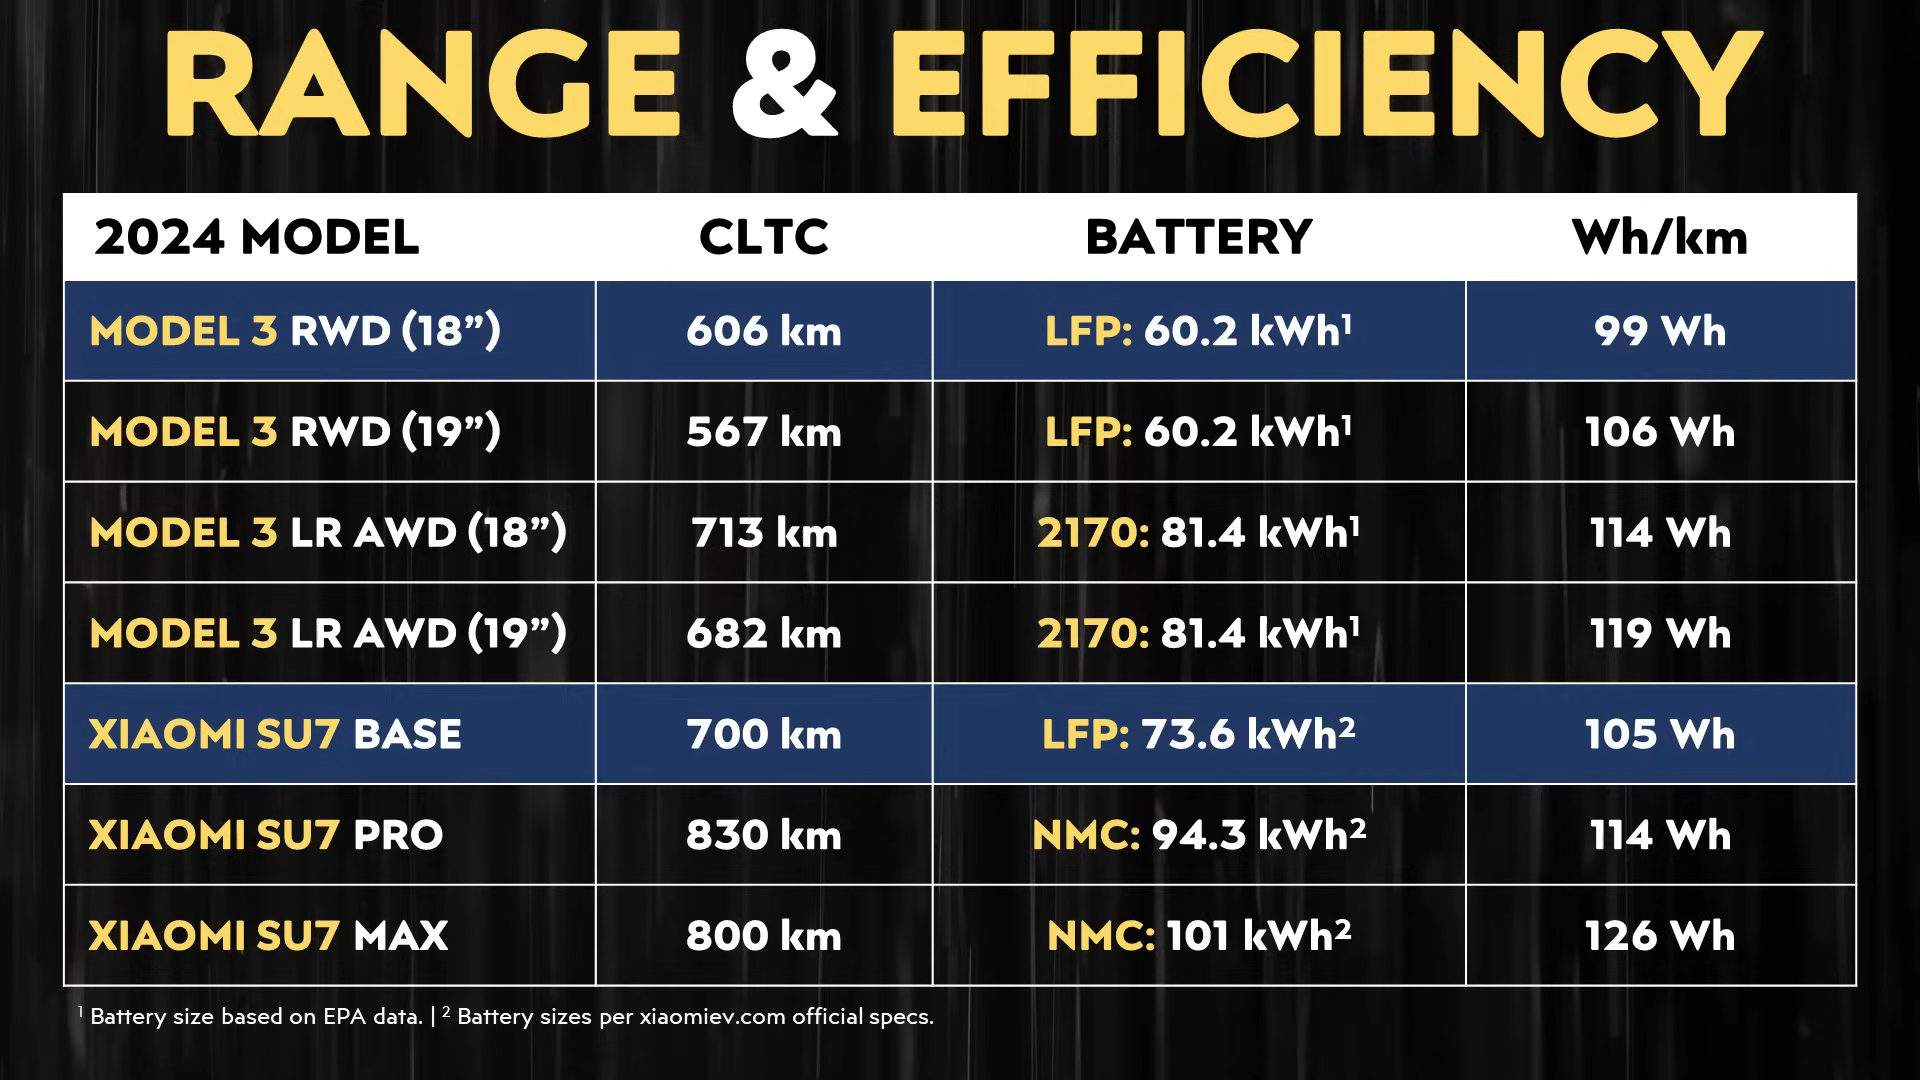 RANGE & EFFICIENCY
2024 MODEL CLTC BATTERY Wh/km
MODEL 3 RWD (18”) 606 km LFP: 60.2 kWh¹ 99 Wh
MODEL 3 RWD (19”) 567 km LFP: 60.2 kWh¹ 106 Wh
MODEL 3 LR AWD (18”) 713 km 2170: 81.4 kWh¹ 114 Wh
MODEL 3 LR AWD (19”) 682 km 2170: 81.4 kWh¹ 119 Wh
XIAOMI SU7 BASE 700 km LFP: 73.6 kWh² 105 Wh
XIAOMI SU7 PRO 830 km NMC: 94.3 kWh² 114 Wh
XIAOMI SU7 MAX 800 km NMC: 101 kWh² 126 Wh
¹ Battery size based on EPA data. | ² Battery sizes per xiaomiev.com official specs.